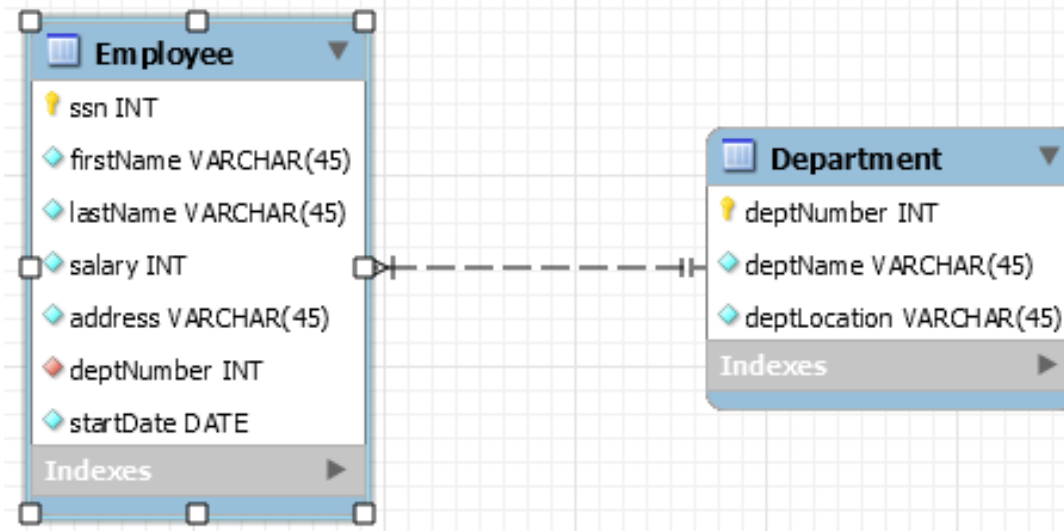 Employee
ssn INT
firstName VARCHAR(45)
lastName VARCHAR(45)
salary INT
address VARCHAR(45)
deptNumber INT
startDate DATE
Indexes
Department
deptNumber INT
deptName VARCHAR(45)
deptLocation VARCHAR(45)
Indexes